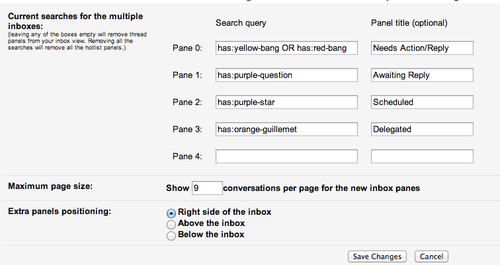 Current searches for the multiple inboxes:
Search query
Panel title (optional)
(leaving any of the boxes empty will remove thread
panels from your inbox view. Removing all the
searches will remove all the hotlist panels.)
Pane 0:
has:yellow-bang OR has:red-bang
Needs Action/Reply
Pane 1:
has:purple-question
Awaiting Reply
Pane 2:
has:purple-star
Scheduled
Pane 3:
has:orange-guillemet
Delegated
Pane 4:
Maximum page size:
Show 9 conversations per page for the new inbox panes
Extra panels positioning:
Right side of the inbox
Above the inbox
Below the inbox
Save Changes
Cancel